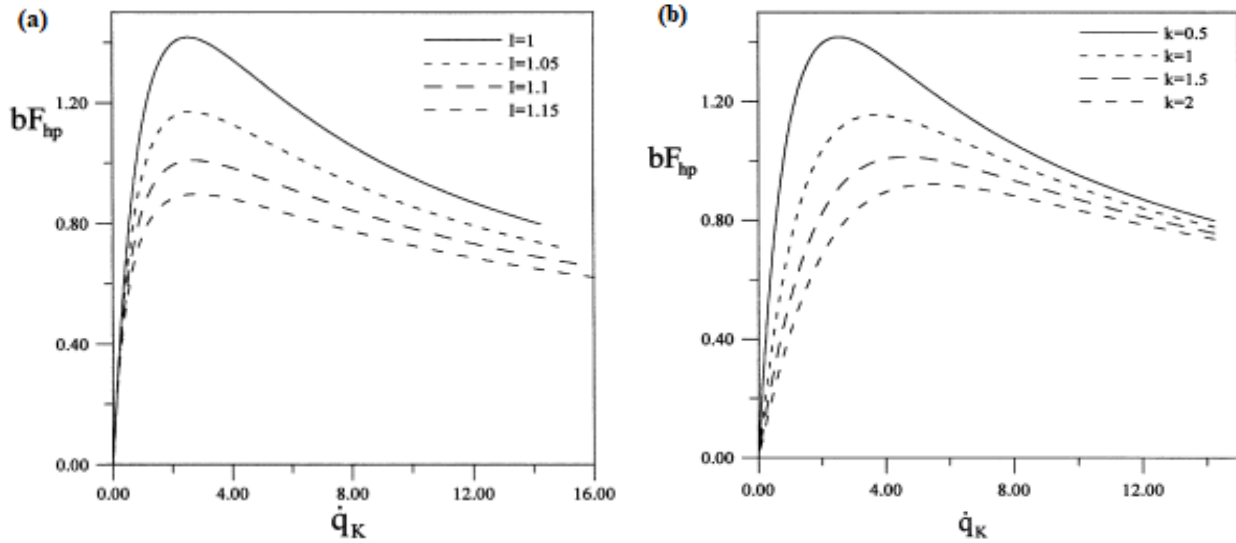 (a)
I=1
I=1.05
I=1.1
I=1.15
1.20
bF_hp
0.80
0.40
0.00
0.00 4.00 8.00 12.00 16.00
q̇_K
(b)
k=0.5
k=1
k=1.5
k=2
1.20
bF_hp
0.80
0.40
0.00
0.00 4.00 8.00 12.00
q̇_K